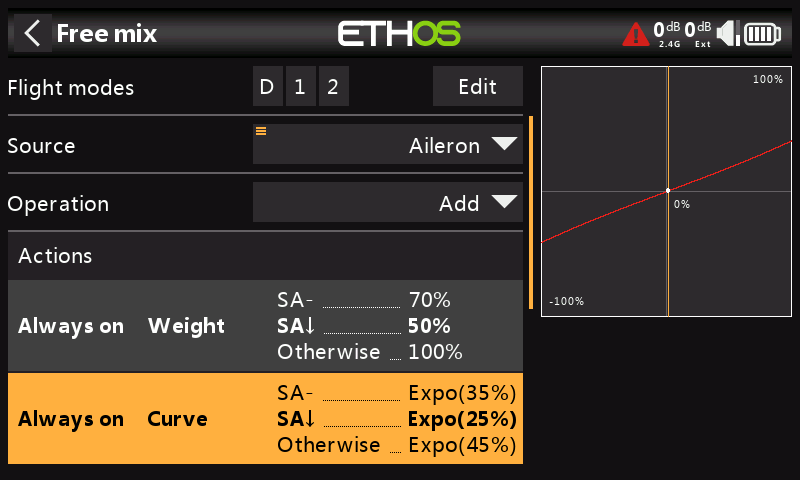 Free mix
ETHOS
0dB 2.4G 0dB Ext
Flight modes D 1 2 Edit
Source Aileron
Operation Add
Actions
Always on Weight
SA- 70%
SA↓ 50%
Otherwise 100%
Always on Curve
SA- Expo(35%)
SA↓ Expo(25%)
Otherwise Expo(45%)
100%
0%
-100%